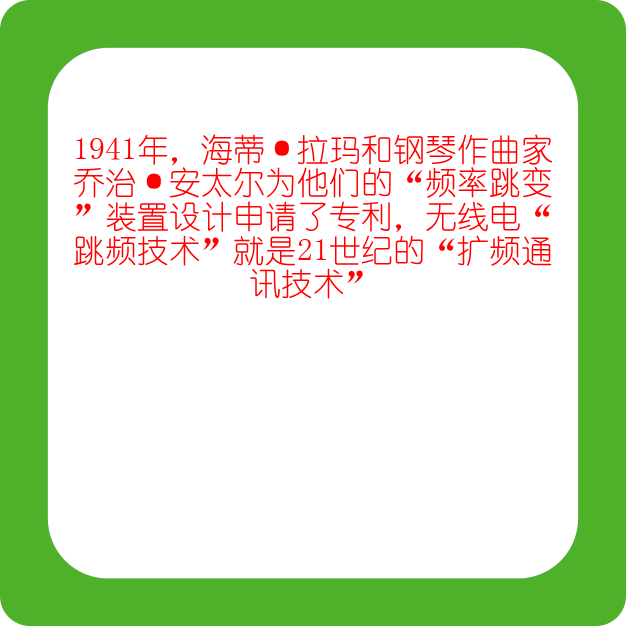 1941年，海蒂•拉玛和钢琴作曲家
乔治•安太尔为他们的“频率跳变
”装置设计申请了专利，无线电“
跳频技术”就是21世纪的“扩频通
讯技术”